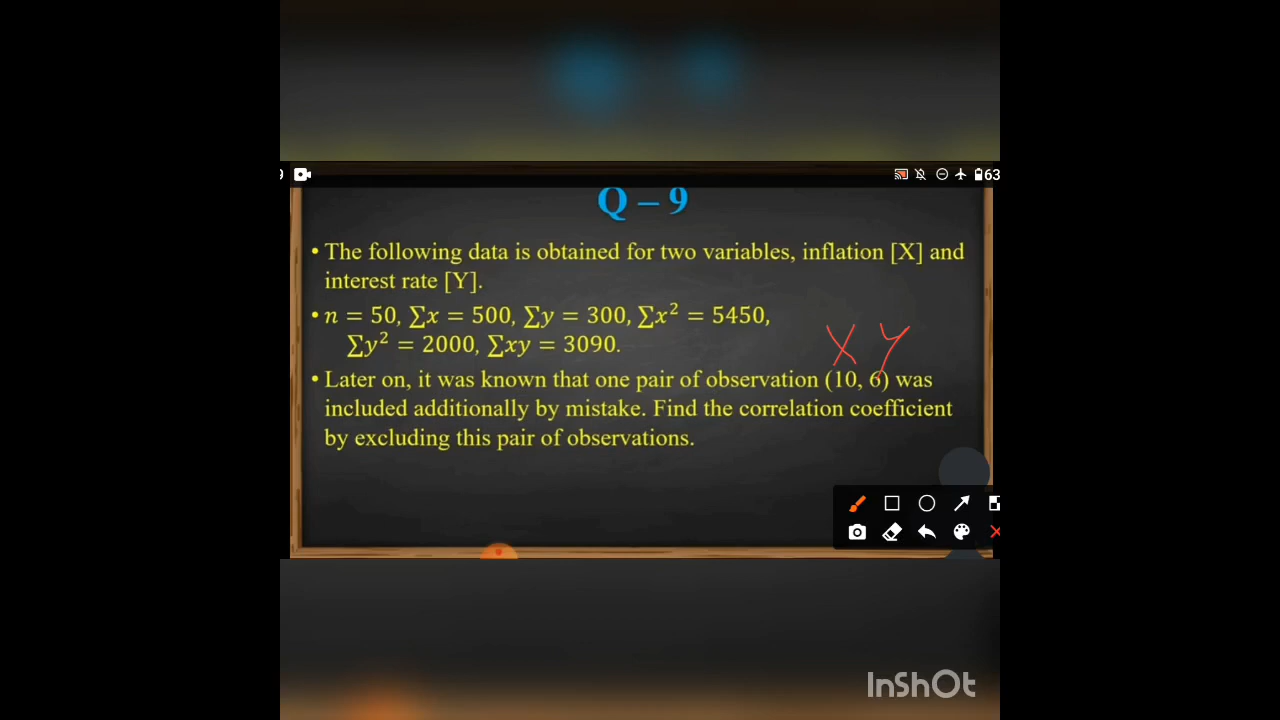 9 63
Q – 9
• The following data is obtained for two variables, inflation [X] and
interest rate [Y].
• n = 50, ∑x = 500, ∑y = 300, ∑x² = 5450,
∑y² = 2000, ∑xy = 3090.
X Y
• Later on, it was known that one pair of observation (10, 6) was
included additionally by mistake. Find the correlation coefficient
by excluding this pair of observations.
InShOt